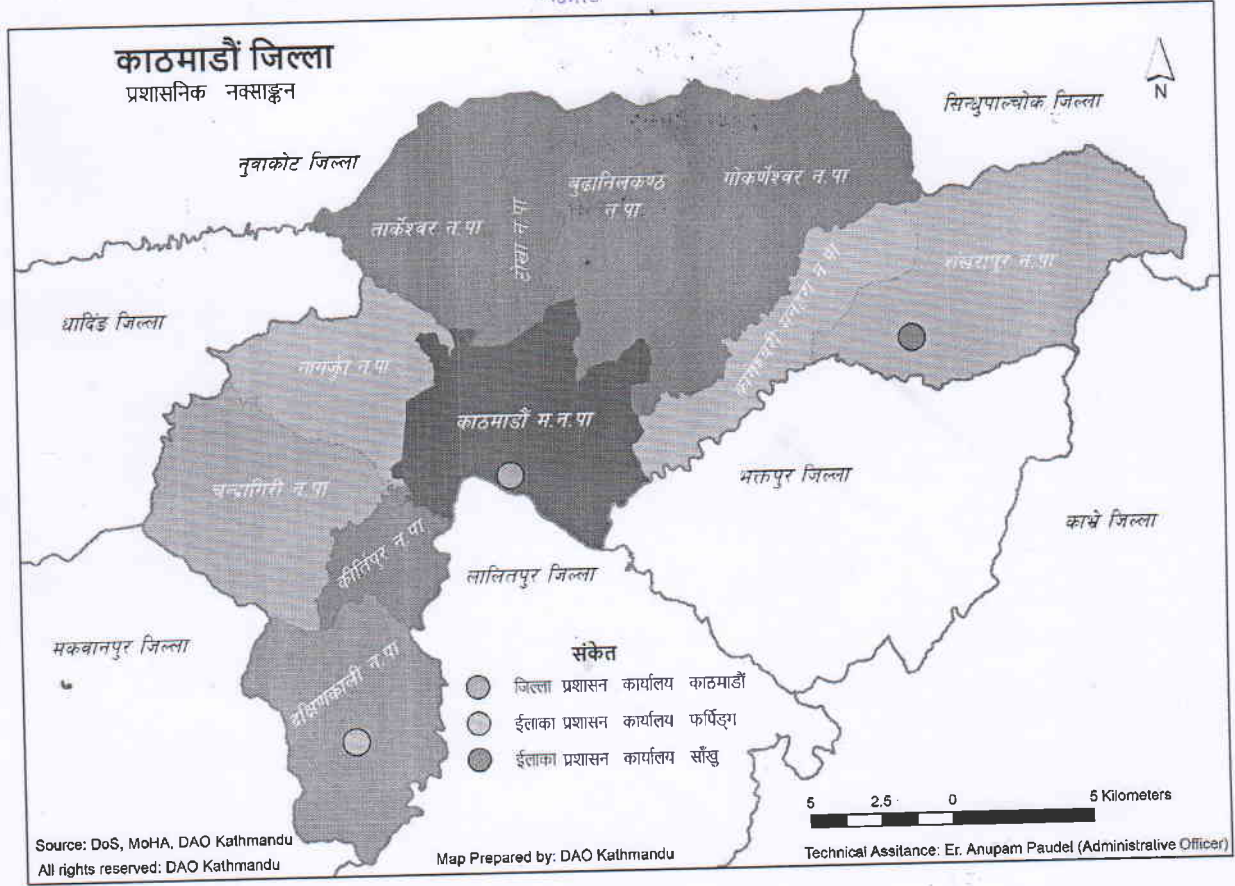 काठमाडौं जिल्ला
प्रशासनिक नक्साङ्कन
N
सिन्धुपाल्चोक जिल्ला
नुवाकोट जिल्ला
बुढानिलकण्ठ
न पा
गोकर्णेश्वर न.पा
तार्केश्वर न.पा
टोखा न.पा
शंखरापुर न.पा
धादिंङ जिल्ला
कागेश्वरी न.पा
नागार्जुन न.पा
काठमाडौं म.न.पा
भक्तपुर जिल्ला
चन्द्रागिरी न.पा
काभ्रे जिल्ला
कीर्तिपुर न.पा
ललितपुर जिल्ला
मकवानपुर जिल्ला
दक्षिणकाली न.पा
संकेत
जिल्ला प्रशासन कार्यालय काठमाडौं
ईलाका प्रशासन कार्यालय फर्पिङ्ग
ईलाका प्रशासन कार्यालय साँखु
5 2.5 0 5 Kilometers
Source: DoS, MoHA, DAO Kathmandu
All rights reserved: DAO Kathmandu
Map Prepared by: DAO Kathmandu
Technical Assitance: Er. Anupam Paudel (Administrative Officer)